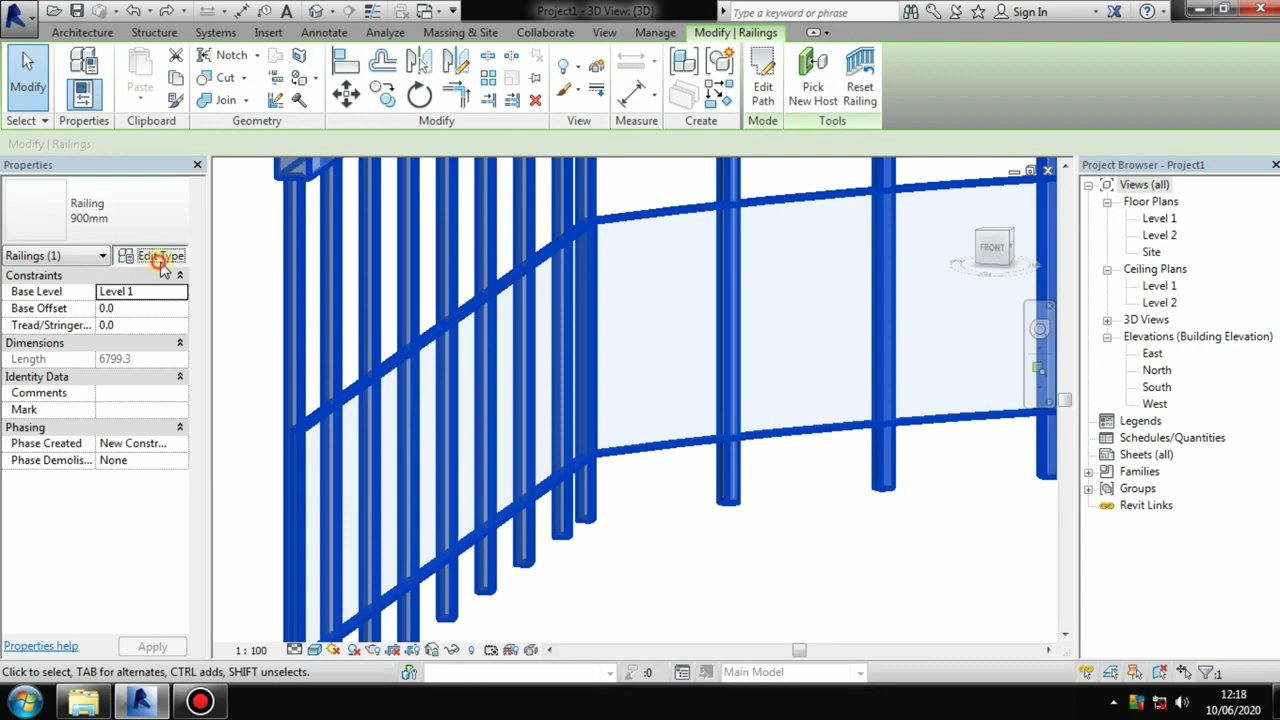 Project1 - 3D View: {3D}
Type a keyword or phrase
Sign In
Architecture Structure Systems Insert Annotate Analyze Massing & Site Collaborate View Manage Modify | Railings
Modify
Paste
Notch
Cut
Join
Edit Path
Pick New Host
Reset Railing
Select Properties Clipboard Geometry Modify View Measure Create Mode Tools
Modify | Railings
Properties
Railing
900mm
Railings (1)
Edit Type
Constraints
Base Level Level 1
Base Offset 0.0
Tread/Stringer... 0.0
Dimensions
Length 6799.3
Identity Data
Comments
Mark
Phasing
Phase Created New Constr...
Phase Demolis... None
Properties help
Apply
FRONT
Project Browser - Project1
Views (all)
Floor Plans
Level 1
Level 2
Site
Ceiling Plans
Level 1
Level 2
3D Views
Elevations (Building Elevation)
East
North
South
West
Legends
Schedules/Quantities
Sheets (all)
Families
Groups
Revit Links
1 : 100
Click to select, TAB for alternates, CTRL adds, SHIFT unselects.
:0
Main Model
:1
12:18
10/06/2020